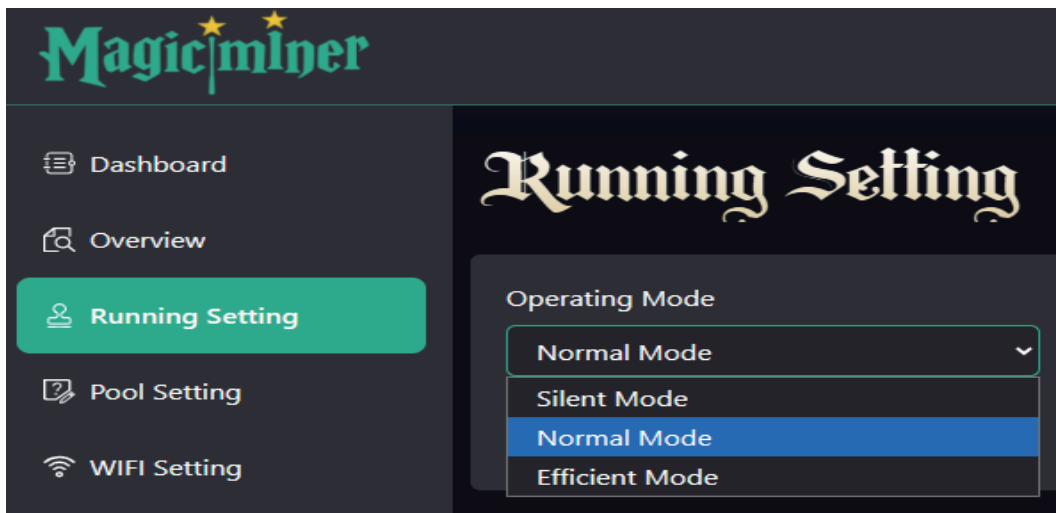 Magicminer
Dashboard
Overview
Running Setting
Pool Setting
WIFI Setting
Running Setting
Operating Mode
Normal Mode
Silent Mode
Normal Mode
Efficient Mode